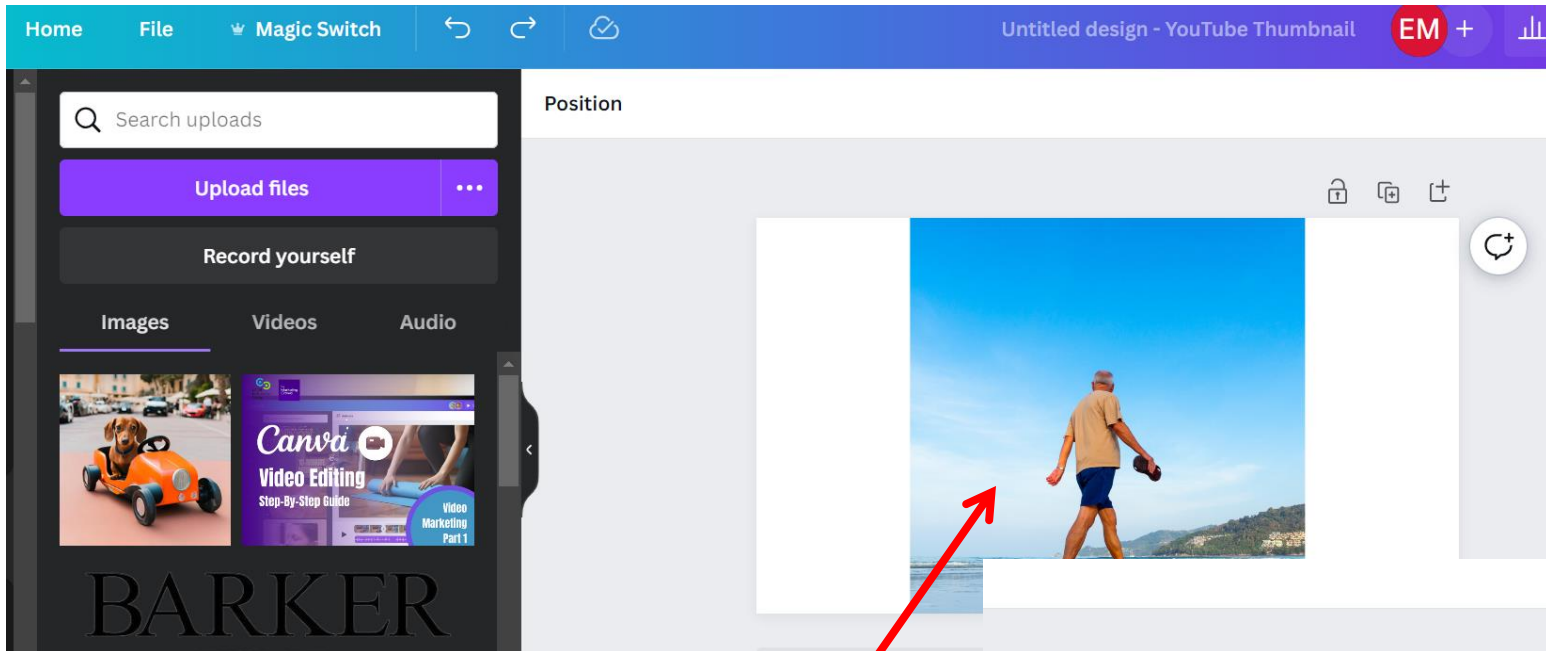 Home File Magic Switch Untitled design - YouTube Thumbnail EM +
Search uploads
Position
Upload files
Record yourself
Images Videos Audio
Canva
Video Editing
Step-By-Step Guide
Video
Marketing
Part 1
BARKER